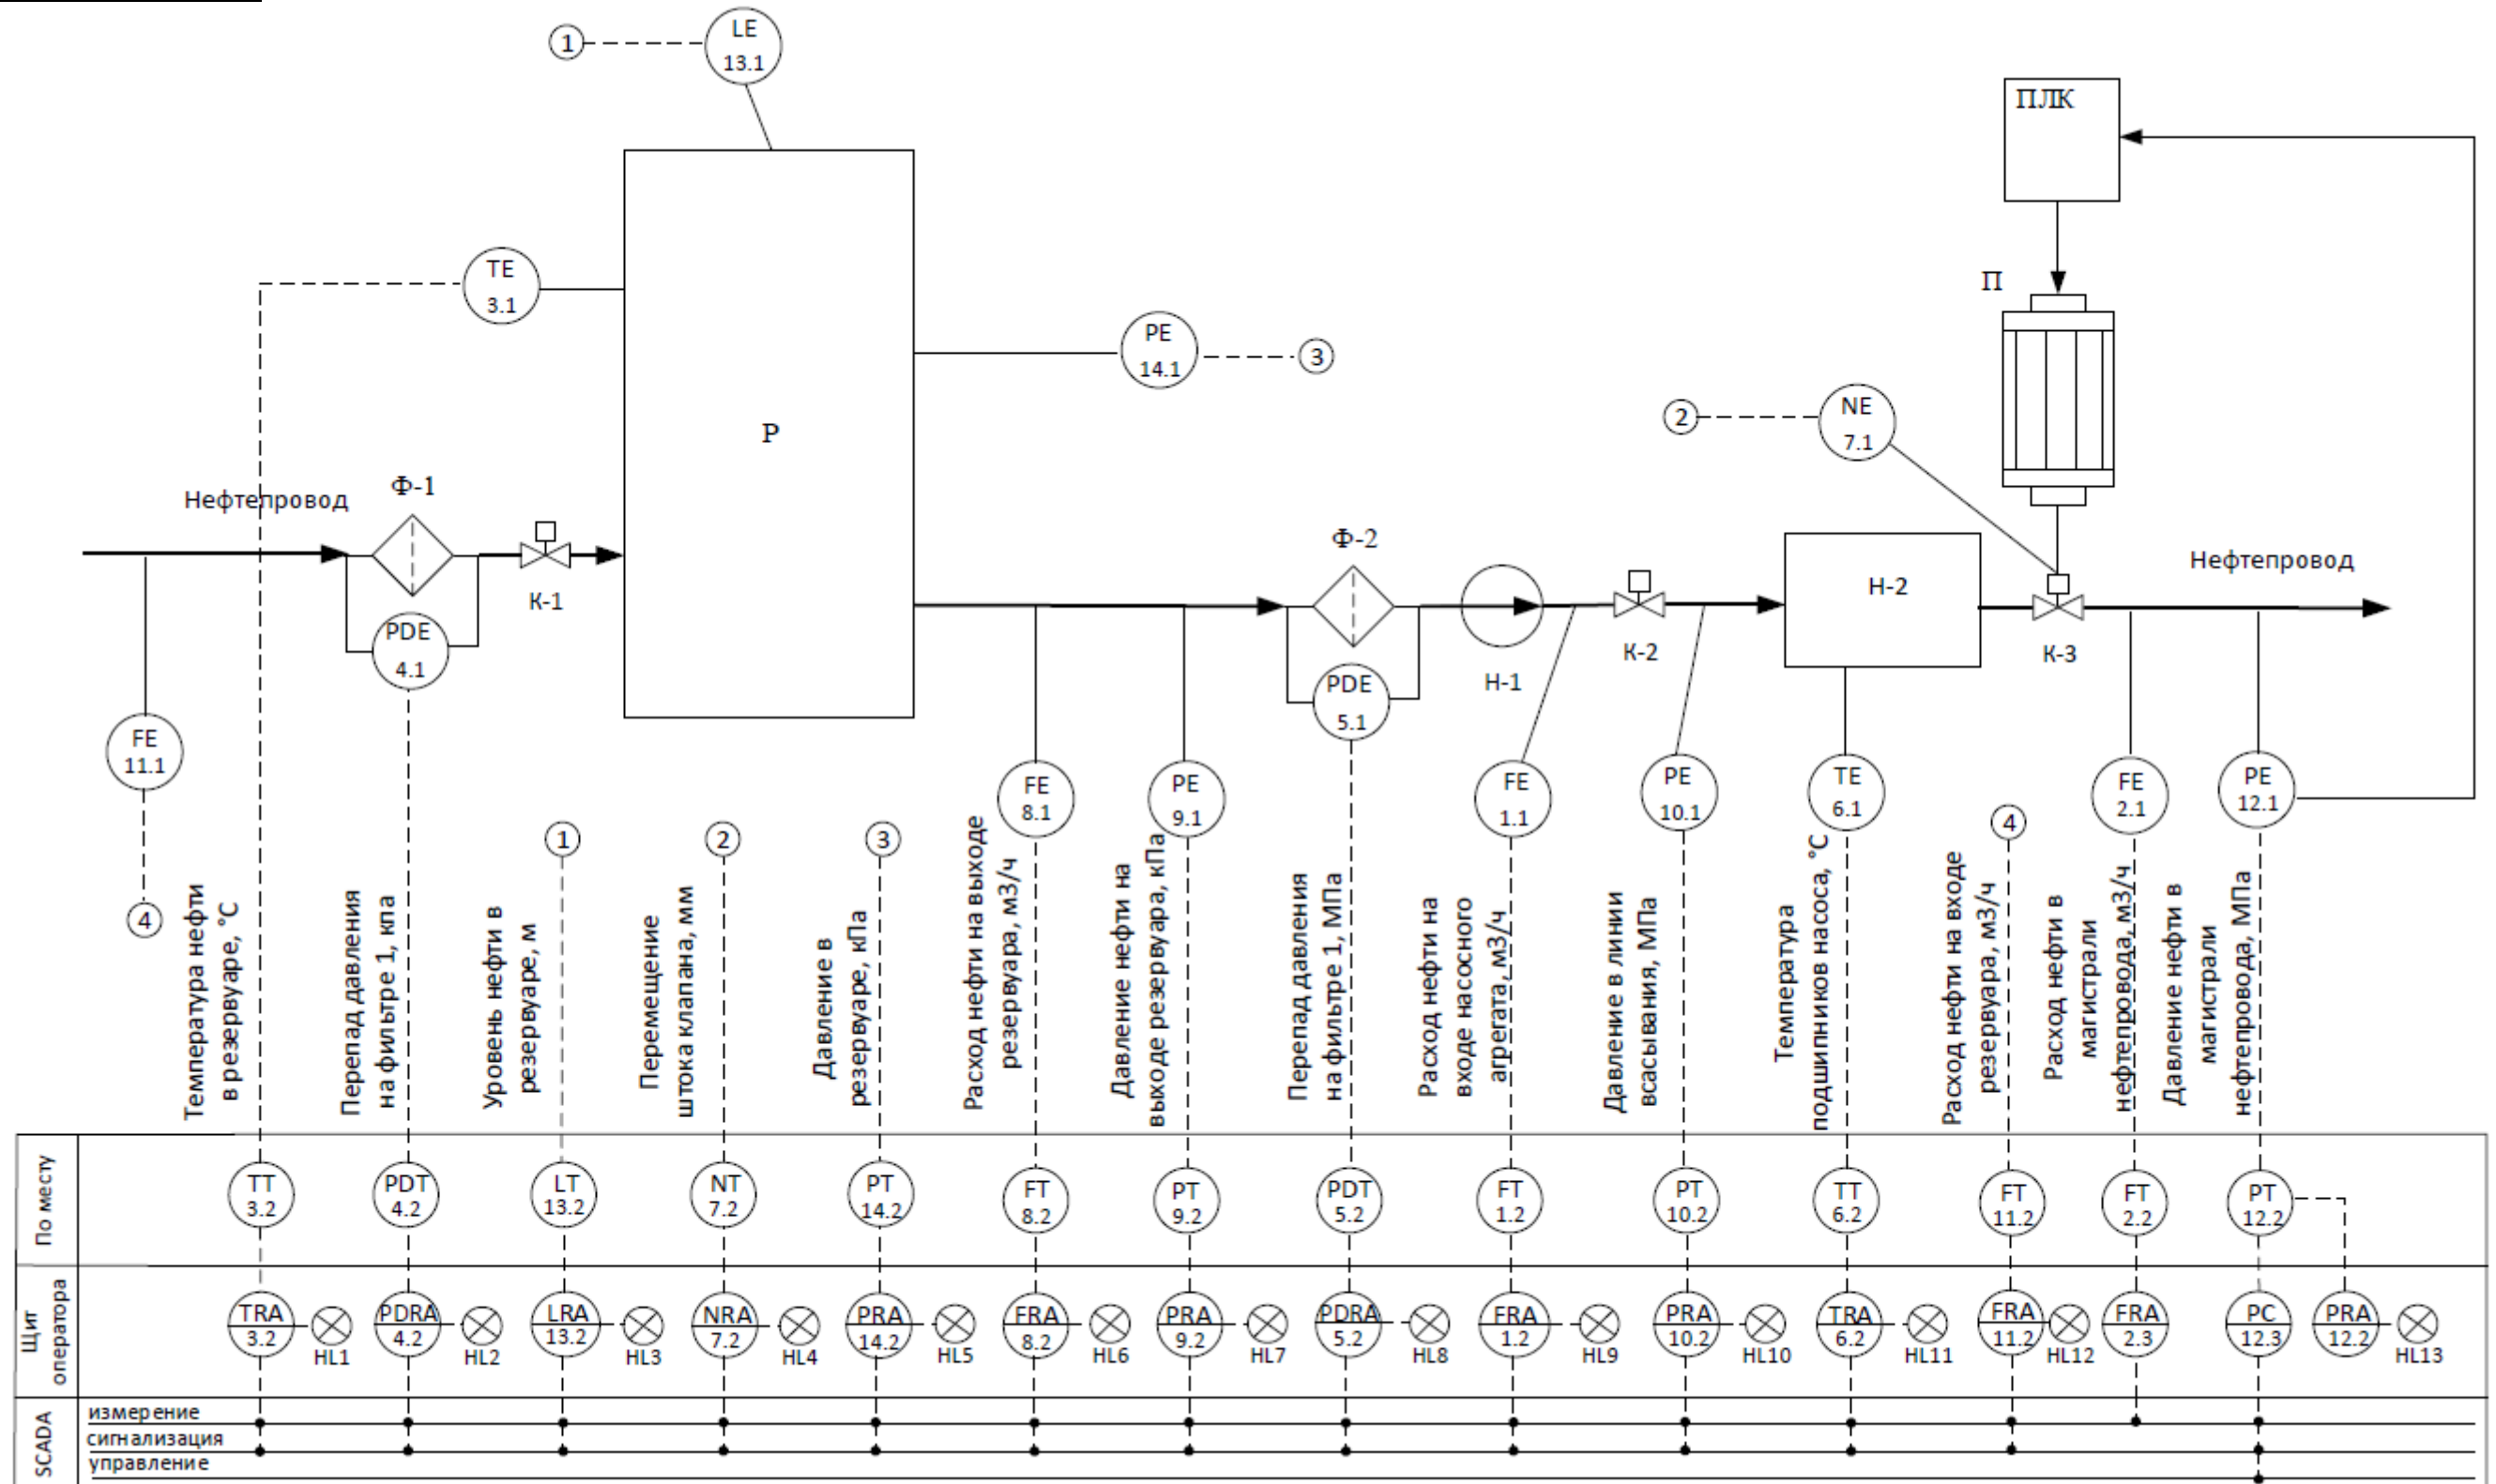 1
LE
13.1
ПЛК
TE
3.1
П
PE
14.1
3
2
NE
7.1
Р
Нефтепровод
Ф-1
К-1
PDE
4.1
FE
11.1
4
Ф-2
PDE
5.1
Н-1
К-2
Н-2
К-3
Нефтепровод
FE
8.1
PE
9.1
FE
1.1
PE
10.1
TE
6.1
FE
2.1
PE
12.1
1
2
3
4
Температура нефти
в резервуаре, °С
Перепад давления
на фильтре 1, кпа
Уровень нефти в
резервуаре, м
Перемещение
штока клапана, мм
Давление в
резервуаре, кПа
Расход нефти на выходе
резервуара, м3/ч
Давление нефти на
выходе резервуара, кПа
Перепад давления
на фильтре 1, МПа
Расход нефти на
входе насосного
агрегата, м3/ч
Давление в линии
всасывания, МПа
Температура
подшипников насоса, °С
Расход нефти на входе
резервуара, м3/ч
Расход нефти в
магистрали
нефтепровода, м3/ч
Давление нефти в
магистрали
нефтепровода, МПа
По месту
TT
3.2
PDT
4.2
LT
13.2
NT
7.2
PT
14.2
FT
8.2
PT
9.2
PDT
5.2
FT
1.2
PT
10.2
TT
6.2
FT
11.2
FT
2.2
PT
12.2
Щит
оператора
TRA
3.2
HL1
PDRA
4.2
HL2
LRA
13.2
HL3
NRA
7.2
HL4
PRA
14.2
HL5
FRA
8.2
HL6
PRA
9.2
HL7
PDRA
5.2
HL8
FRA
1.2
HL9
PRA
10.2
HL10
TRA
6.2
HL11
FRA
11.2
HL12
FRA
2.3
PC
12.3
PRA
12.2
HL13
SCADA
измерение
сигнализация
управление